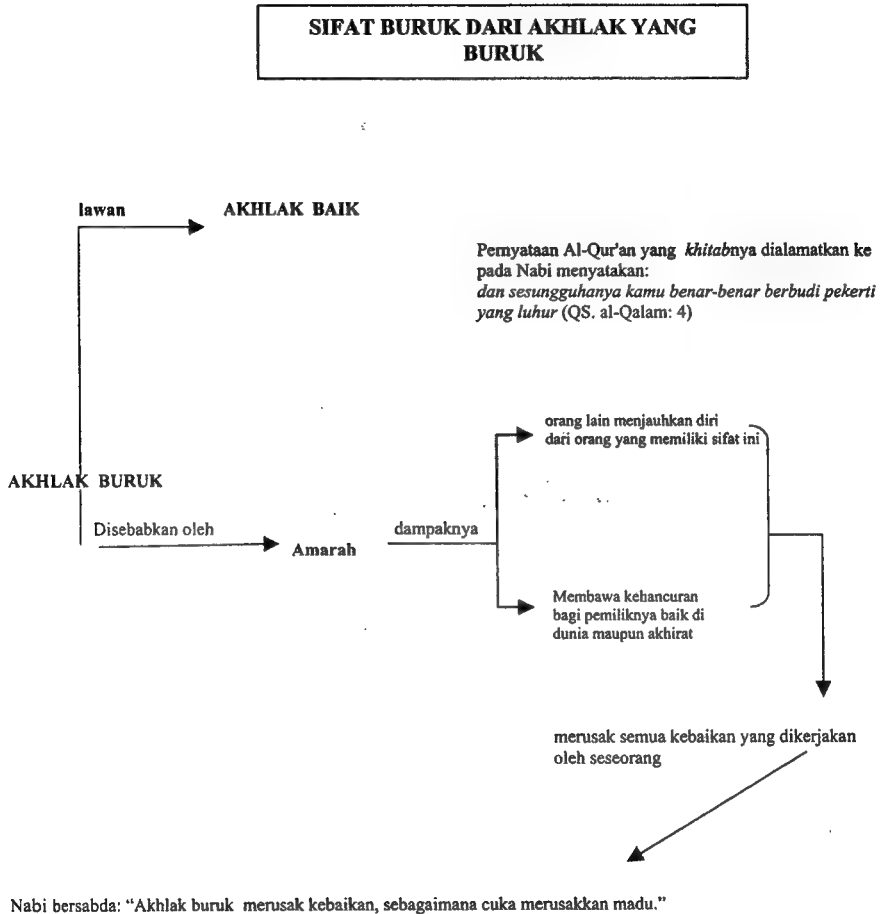 SIFAT BURUK DARI AKHLAK YANG
BURUK
lawan
AKHLAK BAIK
Pernyataan Al-Qur'an yang khitabnya dialamatkan ke
pada Nabi menyatakan:
dan sesungguhanya kamu benar-benar berbudi pekerti
yang luhur (QS. al-Qalam: 4)
orang lain menjauhkan diri
dari orang yang memiliki sifat ini
AKHLAK BURUK
Disebabkan oleh
Amarah
dampaknya
Membawa kehancuran
bagi pemiliknya baik di
dunia maupun akhirat
merusak semua kebaikan yang dikerjakan
oleh seseorang
Nabi bersabda: “Akhlak buruk merusak kebaikan, sebagaimana cuka merusakkan madu.”